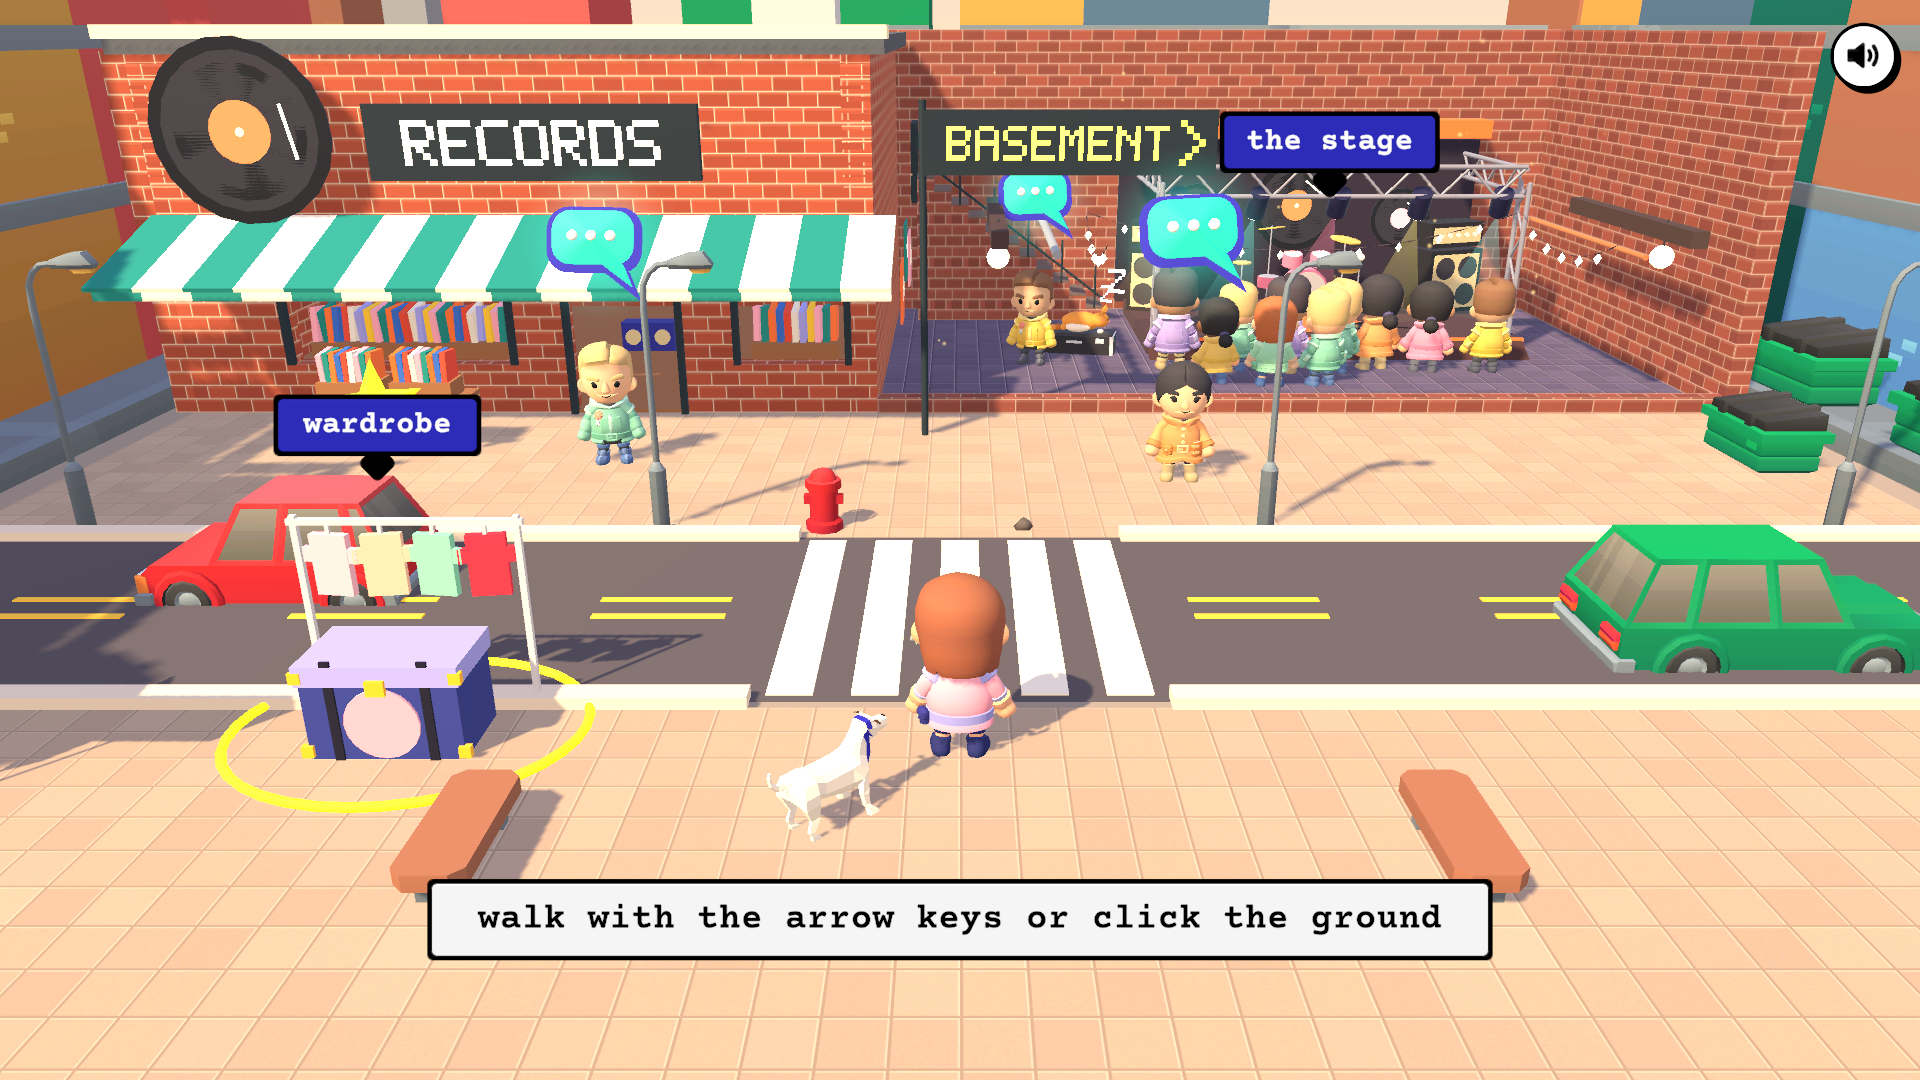 RECORDS
BASEMENT >
the stage
Z
Z
wardrobe
walk with the arrow keys or click the ground